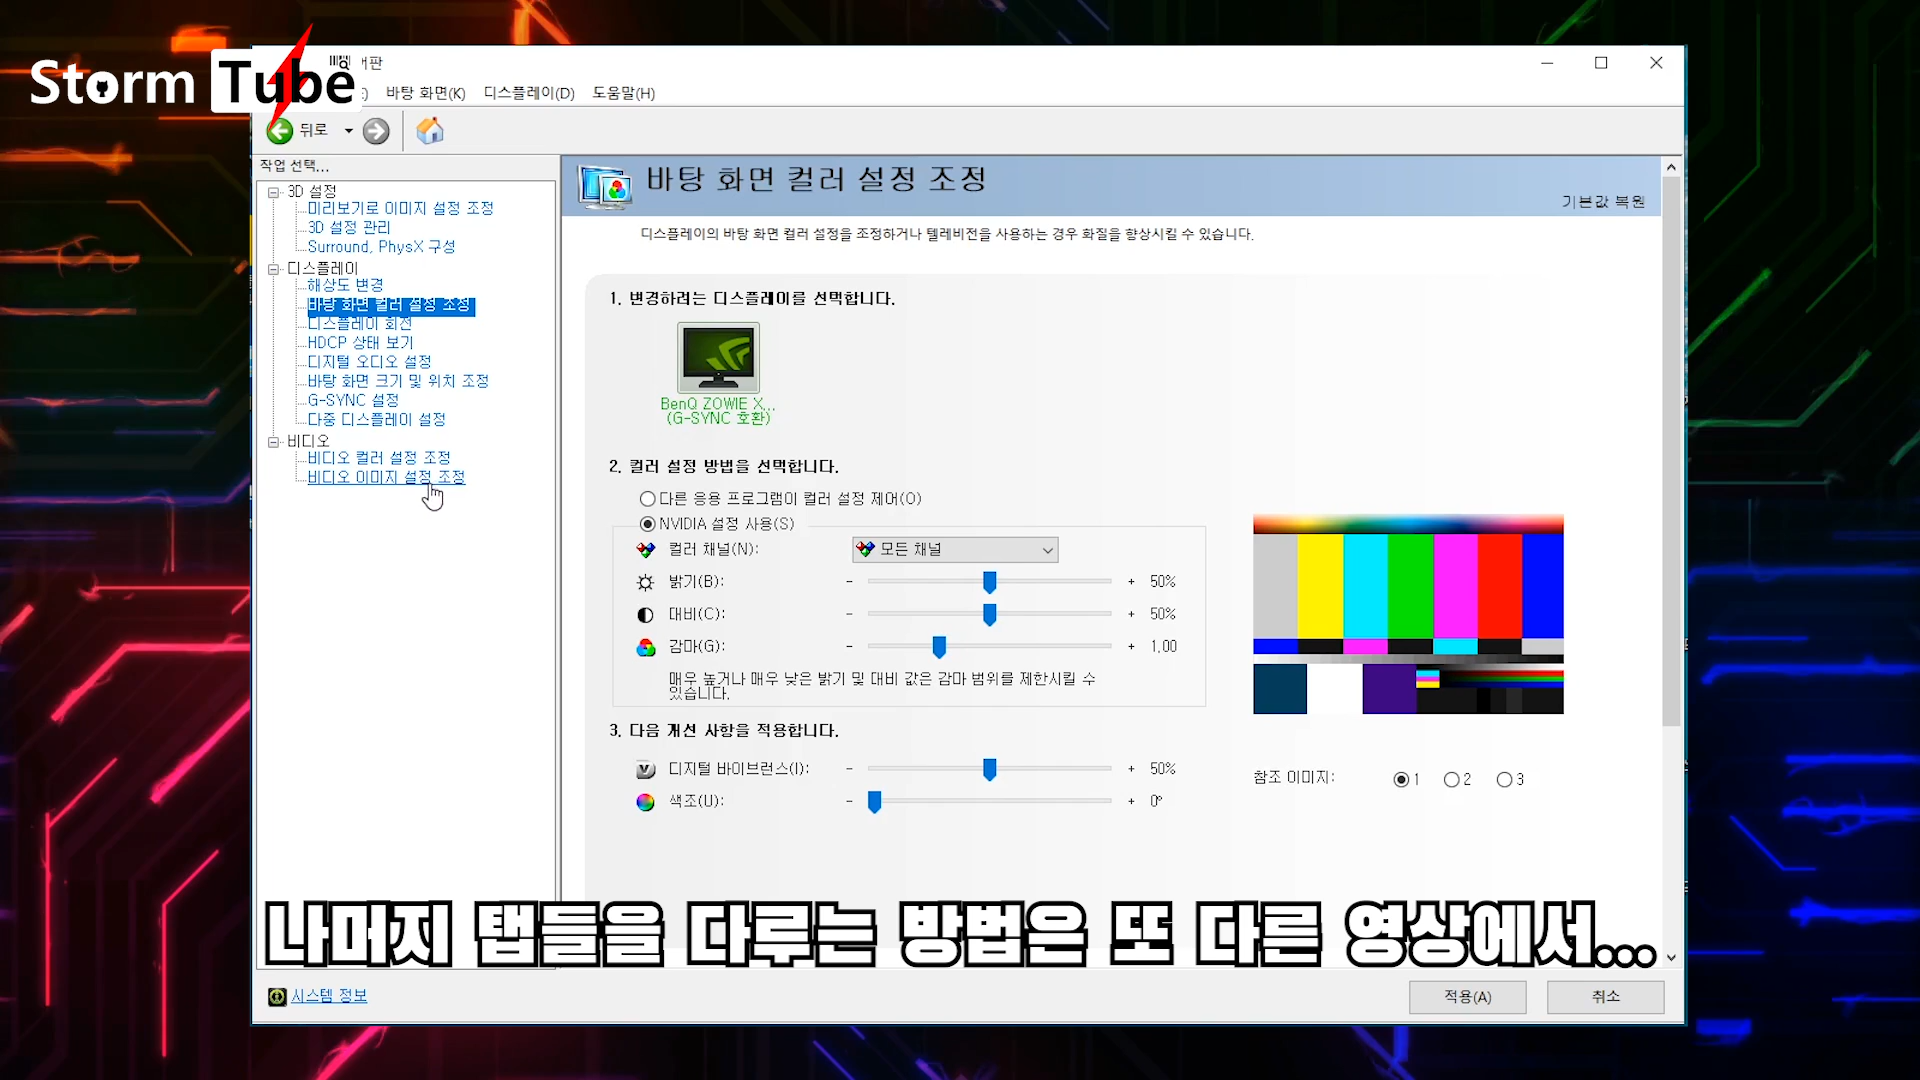 Storm Tube
어판
바탕 화면(K) 디스플레이(D) 도움말(H)
뒤로
작업 선택...
3D 설정
미리보기로 이미지 설정 조정
3D 설정 관리
Surround, PhysX 구성
디스플레이
해상도 변경
바탕 화면 컬러 설정 조정
디스플레이 회전
HDCP 상태 보기
디지털 오디오 설정
바탕 화면 크기 및 위치 조정
G-SYNC 설정
다중 디스플레이 설정
비디오
비디오 컬러 설정 조정
비디오 이미지 설정 조정
바탕 화면 컬러 설정 조정
기본값 복원
디스플레이의 바탕 화면 컬러 설정을 조정하거나 텔레비전을 사용하는 경우 화질을 향상시킬 수 있습니다.
1. 변경하려는 디스플레이를 선택합니다.
BenQ ZOWIE X...
(G-SYNC 호환)
2. 컬러 설정 방법을 선택합니다.
다른 응용 프로그램이 컬러 설정 제어(O)
NVIDIA 설정 사용(S)
컬러 채널(N): 모든 채널
밝기(B): - + 50%
대비(C): - + 50%
감마(G): - + 1.00
매우 높거나 매우 낮은 밝기 및 대비 값은 감마 범위를 제한시킬 수
있습니다.
3. 다음 개선 사항을 적용합니다.
디지털 바이브런스(I): - + 50%
색조(U): - + 0°
참조 이미지: 1 2 3
나머지 탭들을 다루는 방법은 또 다른 영상에서...
시스템 정보
적용(A) 취소